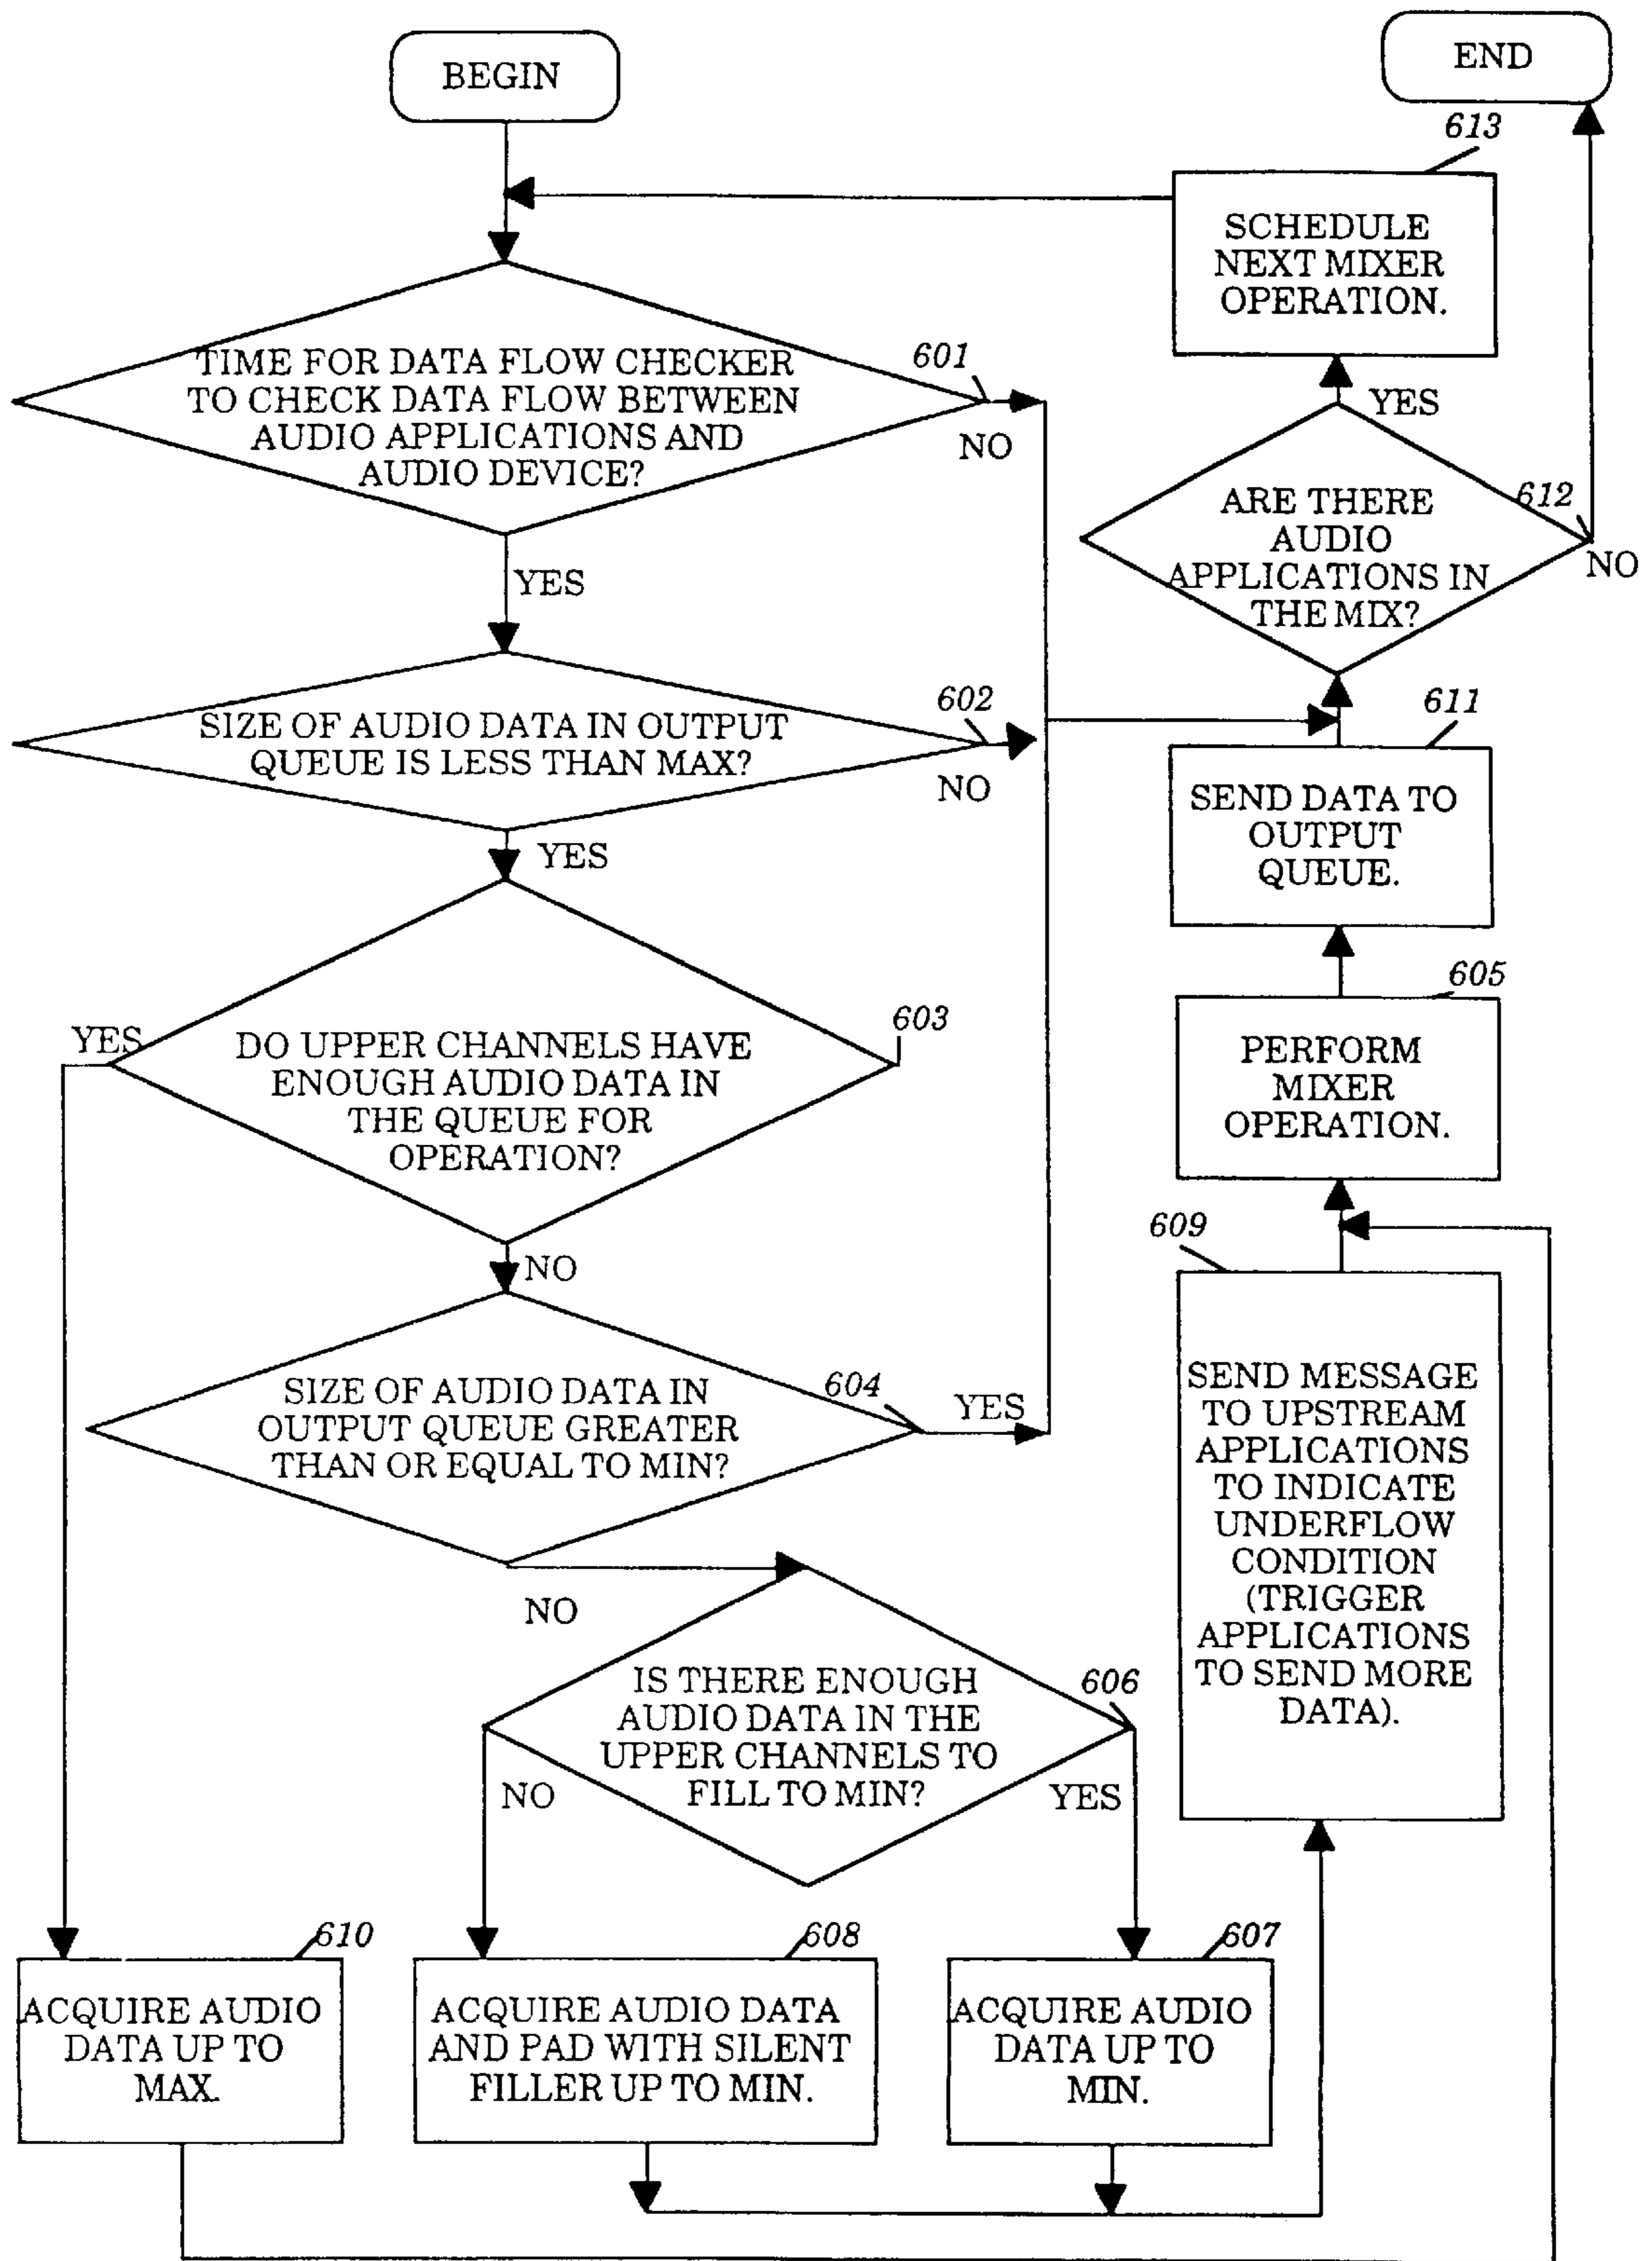 BEGIN
END
613
SCHEDULE
NEXT MIXER
OPERATION.
TIME FOR DATA FLOW CHECKER
TO CHECK DATA FLOW BETWEEN
AUDIO APPLICATIONS AND
AUDIO DEVICE?
601
NO
YES
YES
ARE THERE
AUDIO
APPLICATIONS IN
THE MIX?
612
NO
SIZE OF AUDIO DATA IN OUTPUT
QUEUE IS LESS THAN MAX?
602
NO
YES
611
SEND DATA TO
OUTPUT
QUEUE.
605
PERFORM
MIXER
OPERATION.
YES
DO UPPER CHANNELS HAVE
ENOUGH AUDIO DATA IN
THE QUEUE FOR
OPERATION?
603
NO
609
SEND MESSAGE
TO UPSTREAM
APPLICATIONS
TO INDICATE
UNDERFLOW
CONDITION
(TRIGGER
APPLICATIONS
TO SEND MORE
DATA).
SIZE OF AUDIO DATA IN
OUTPUT QUEUE GREATER
THAN OR EQUAL TO MIN?
604
YES
NO
IS THERE ENOUGH
AUDIO DATA IN THE
UPPER CHANNELS TO
FILL TO MIN?
606
NO
YES
610
ACQUIRE AUDIO
DATA UP TO
MAX.
608
ACQUIRE AUDIO DATA
AND PAD WITH SILENT
FILLER UP TO MIN.
607
ACQUIRE AUDIO
DATA UP TO
MIN.